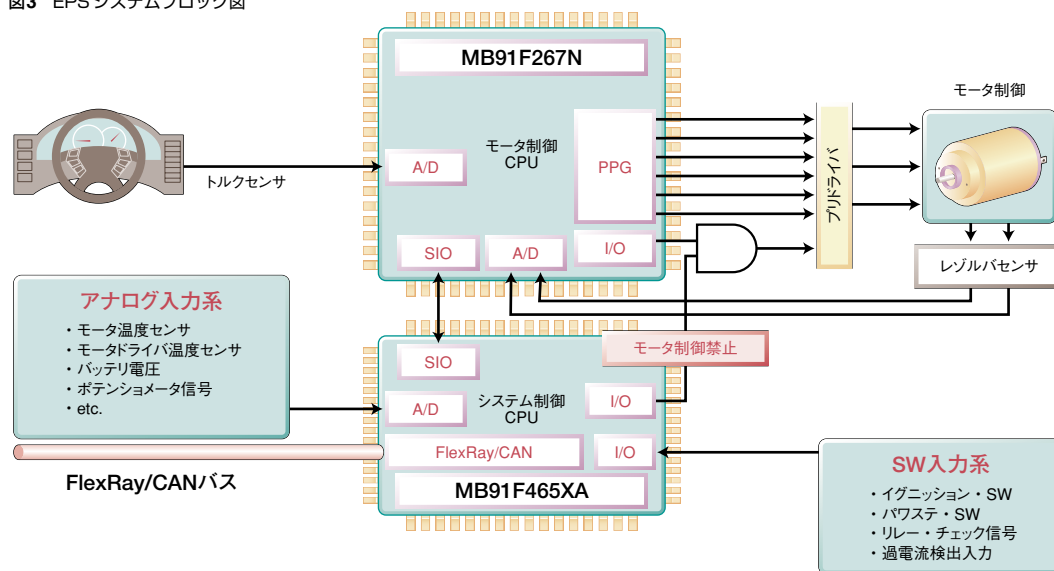 図3 EPSシステムブロック図
MB91F267N
モータ制御
CPU
A/D
PPG
SIO
A/D
I/O
トルクセンサ
プリドライバ
モータ制御
レゾルバセンサ
アナログ入力系
・モータ温度センサ
・モータドライバ温度センサ
・バッテリ電圧
・ポテンショメータ信号
・etc.
モータ制御禁止
SIO
A/D
システム制御
CPU
I/O
FlexRay/CAN
I/O
MB91F465XA
FlexRay/CANバス
SW入力系
・イグニッション・SW
・パワステ・SW
・リレー・チェック信号
・過電流検出入力